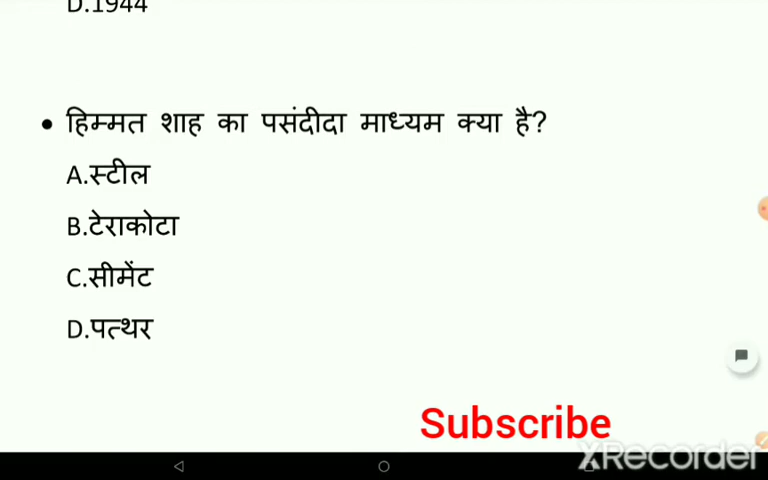 D.1944
• हिम्मत शाह का पसंदीदा माध्यम क्या है?
A.स्टील
B.टेराकोटा
C.सीमेंट
D.पत्थर
Subscribe
XRecorder